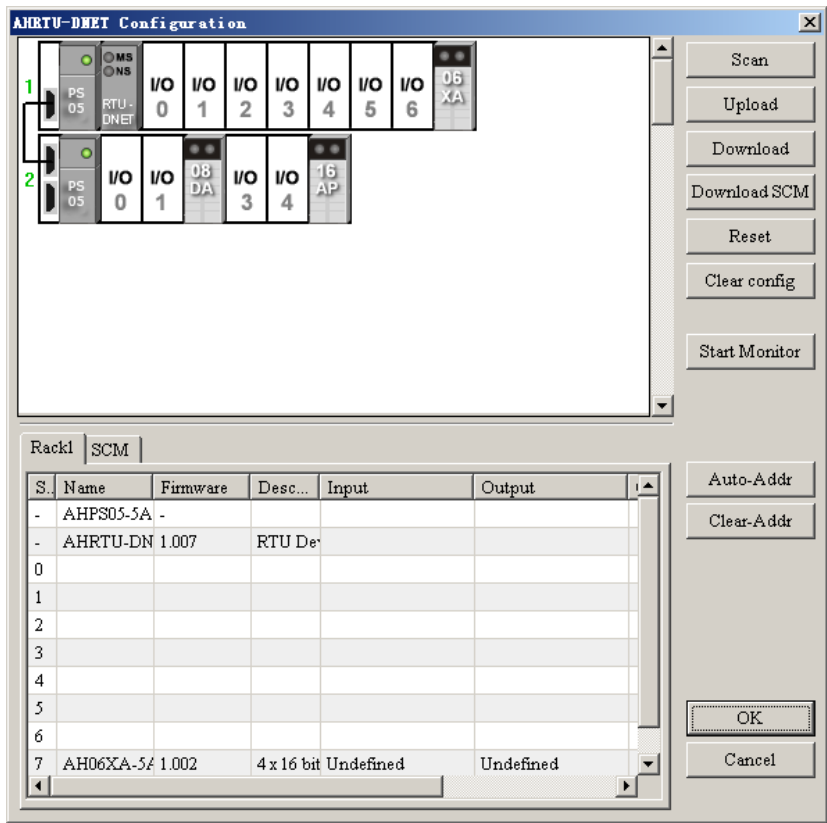 AHRTU-DNET Configuration
1
PS
05
MS
NS
RTU-
DNET
I/O
0
I/O
1
I/O
2
I/O
3
I/O
4
I/O
5
I/O
6
06
XA
2
PS
05
I/O
0
I/O
1
08
DA
I/O
3
I/O
4
16
AP
Scan
Upload
Download
Download SCM
Reset
Clear config
Start Monitor
Auto-Addr
Clear-Addr
OK
Cancel
Rack1 SCM
S.. Name Firmware Desc... Input Output
- AHPS05-5A -
- AHRTU-DN 1.007 RTU De
0
1
2
3
4
5
6
7 AH06XA-5A 1.002 4 x 16 bit Undefined Undefined